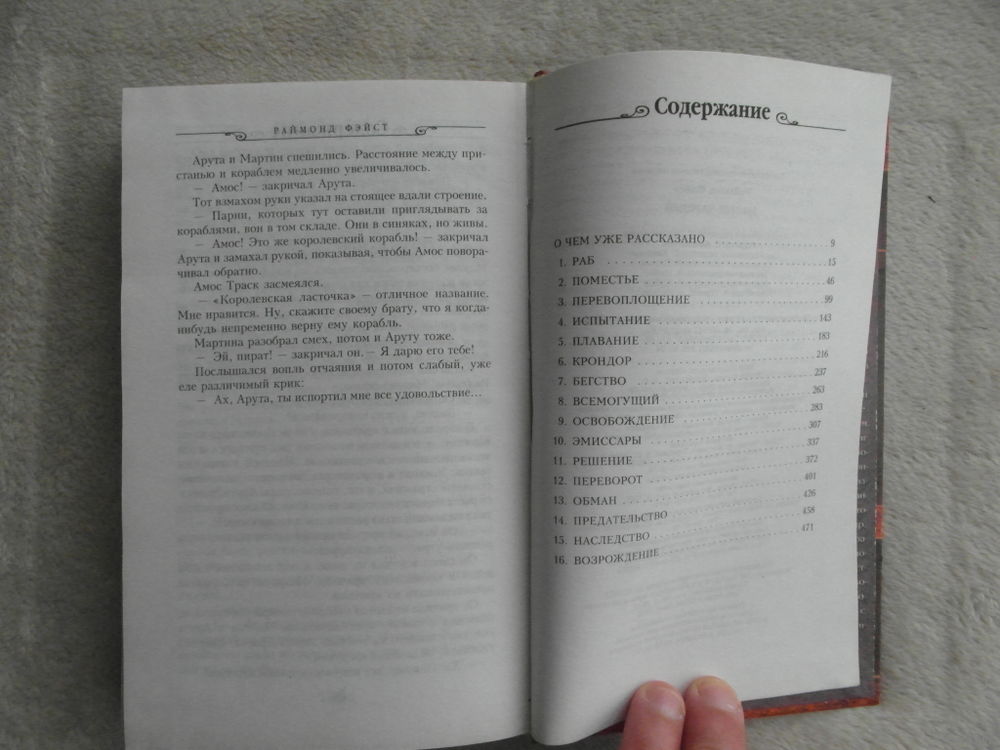 РАЙМОНД ФЭЙСТ
Арута и Мартин спешились. Расстояние между при-
станью и кораблем медленно увеличивалось.
— Амос! — закричал Арута.
Тот взмахом руки указал на стоящее вдали строение.
— Парни, которых тут оставили приглядывать за
кораблями, вон в том складе. Они в синяках, но живы.
— Амос! Это же королевский корабль! — закричал
Арута и замахал рукой, показывая, чтобы Амос повора-
чивал обратно.
Амос Траск засмеялся.
— «Королевская ласточка» — отличное название.
Мне нравится. Ну, скажите своему брату, что я когда-
нибудь непременно верну ему корабль.
Мартина разобрал смех, потом и Аруту тоже.
— Эй, пират! — закричал он. — Я дарю его тебе!
Послышался вопль отчаяния и потом слабый, уже
еле различимый крик:
— Ах, Арута, ты испортил мне все удовольствие...
Содержание
О ЧЕМ УЖЕ РАССКАЗАНО 9
1. РАБ 15
2. ПОМЕСТЬЕ 46
3. ПЕРЕВОПЛОЩЕНИЕ 99
4. ИСПЫТАНИЕ 143
5. ПЛАВАНИЕ 183
6. КРОНДОР 216
7. БЕГСТВО 237
8. ВСЕМОГУЩИЙ 263
9. ОСВОБОЖДЕНИЕ 283
10. ЭМИССАРЫ 307
11. РЕШЕНИЕ 337
12. ПЕРЕВОРОТ 372
13. ОБМАН 401
14. ПРЕДАТЕЛЬСТВО 426
15. НАСЛЕДСТВО 458
16. ВОЗРОЖДЕНИЕ 471